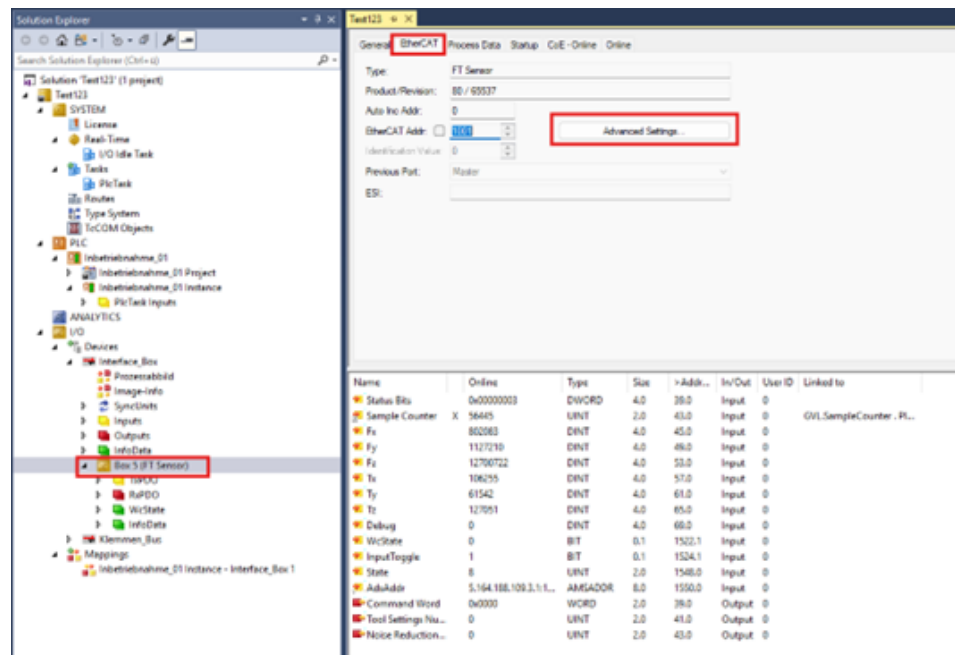 Solution Explorer
Search Solution Explorer (Ctrl+ü)
Solution 'Test123' (1 project)
Test123
SYSTEM
License
Real-Time
I/O Idle Task
Tasks
PlcTask
Routes
Type System
TcCOM Objects
PLC
Inbetriebnahme_01
Inbetriebnahme_01 Project
Inbetriebnahme_01 Instance
PlcTask Inputs
ANALYTICS
I/O
Devices
Interface_Box
Prozessabbild
Image-Info
SyncUnits
Inputs
Outputs
InfoData
Box 5 (FT Sensor)
TxPDO
RxPDO
WcState
InfoData
Klemmen_Bus
Mappings
Inbetriebnahme_01 Instance - Interface_Box 1
Test123
General EtherCAT Process Data Startup CoE - Online Online
Type: FT Sensor
Product/Revision: 80 / 65537
Auto Inc Addr: 0
EtherCAT Addr: 1001 Advanced Settings...
Identification Value: 0
Previous Port: Master
ESI:
Name Online Type Size >Addr... In/Out User ID Linked to
Status Bits 0x00000003 DWORD 4.0 39.0 Input 0
Sample Counter X 56445 UINT 2.0 43.0 Input 0 GVL.SampleCounter . Pl...
Fx 802083 DINT 4.0 45.0 Input 0
Fy 1127210 DINT 4.0 49.0 Input 0
Fz 12700722 DINT 4.0 53.0 Input 0
Tx 106255 DINT 4.0 57.0 Input 0
Ty 61542 DINT 4.0 61.0 Input 0
Tz 127051 DINT 4.0 65.0 Input 0
Debug 0 DINT 4.0 69.0 Input 0
WcState 0 BIT 0.1 1522.1 Input 0
InputToggle 1 BIT 0.1 1524.1 Input 0
State 8 UINT 2.0 1548.0 Input 0
AdsAddr 5.164.188.109.3.1:1... AMSADDR 8.0 1550.0 Input 0
Command Word 0x0000 WORD 2.0 39.0 Output 0
Tool Settings Nu... 0 UINT 2.0 41.0 Output 0
Noise Reduction... 0 UINT 2.0 43.0 Output 0